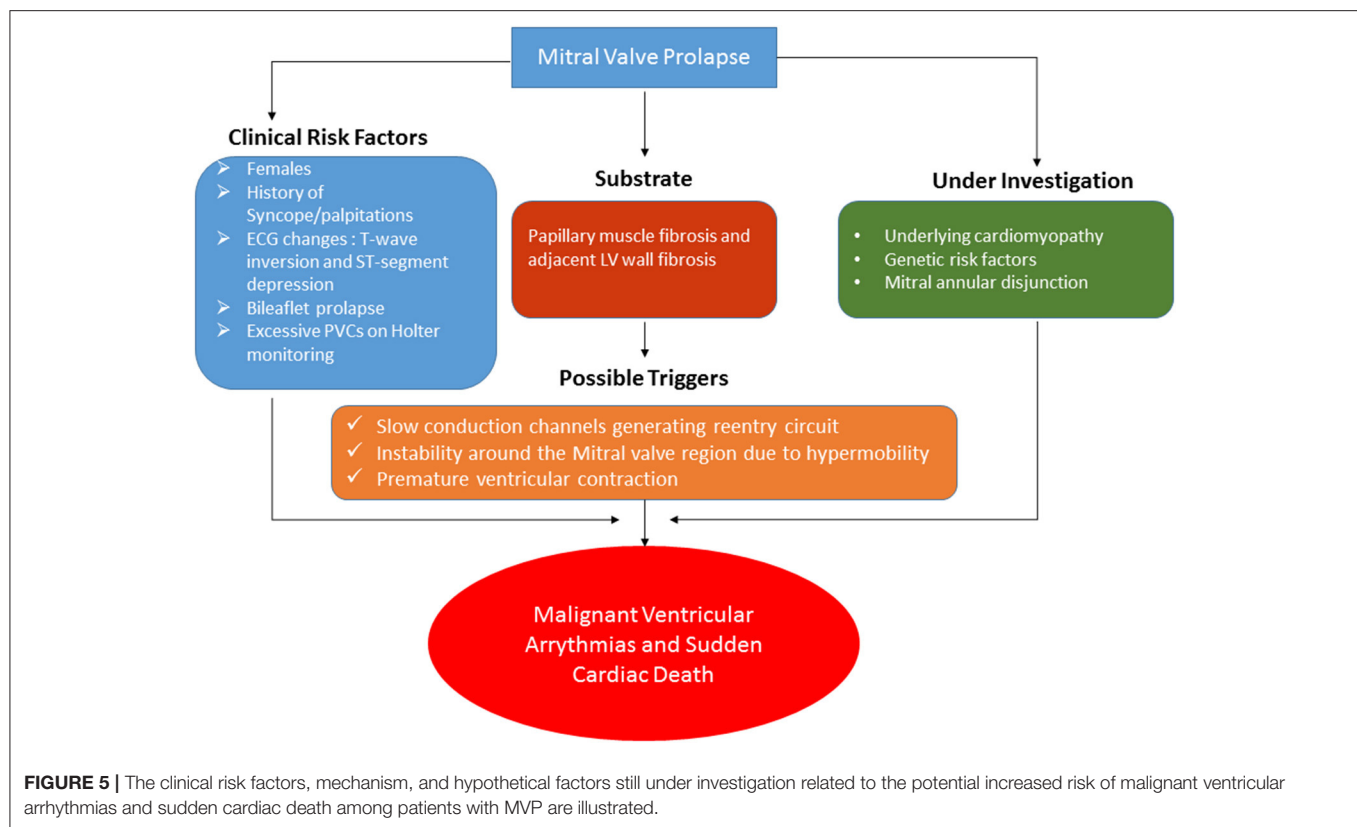 Mitral Valve Prolapse
Clinical Risk Factors
➢ Females
➢ History of
Syncope/palpitations
➢ ECG changes : T-wave
inversion and ST-segment
depression
➢ Bileaflet prolapse
➢ Excessive PVCs on Holter
monitoring
Substrate
Papillary muscle fibrosis and
adjacent LV wall fibrosis
Under Investigation
• Underlying cardiomyopathy
• Genetic risk factors
• Mitral annular disjunction
Possible Triggers
✓ Slow conduction channels generating reentry circuit
✓ Instability around the Mitral valve region due to hypermobility
✓ Premature ventricular contraction
Malignant Ventricular
Arrythmias and Sudden
Cardiac Death
FIGURE 5 | The clinical risk factors, mechanism, and hypothetical factors still under investigation related to the potential increased risk of malignant ventricular
arrhythmias and sudden cardiac death among patients with MVP are illustrated.